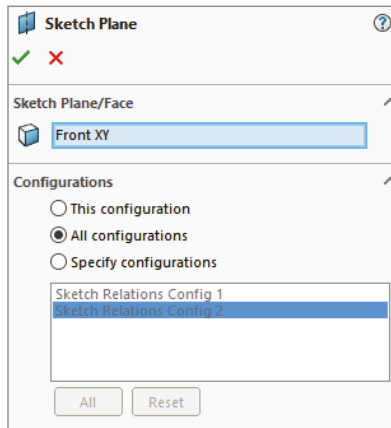 Sketch Plane
?
Sketch Plane/Face
Front XY
Configurations
This configuration
All configurations
Specify configurations
Sketch Relations Config 1
Sketch Relations Config 2
All
Reset